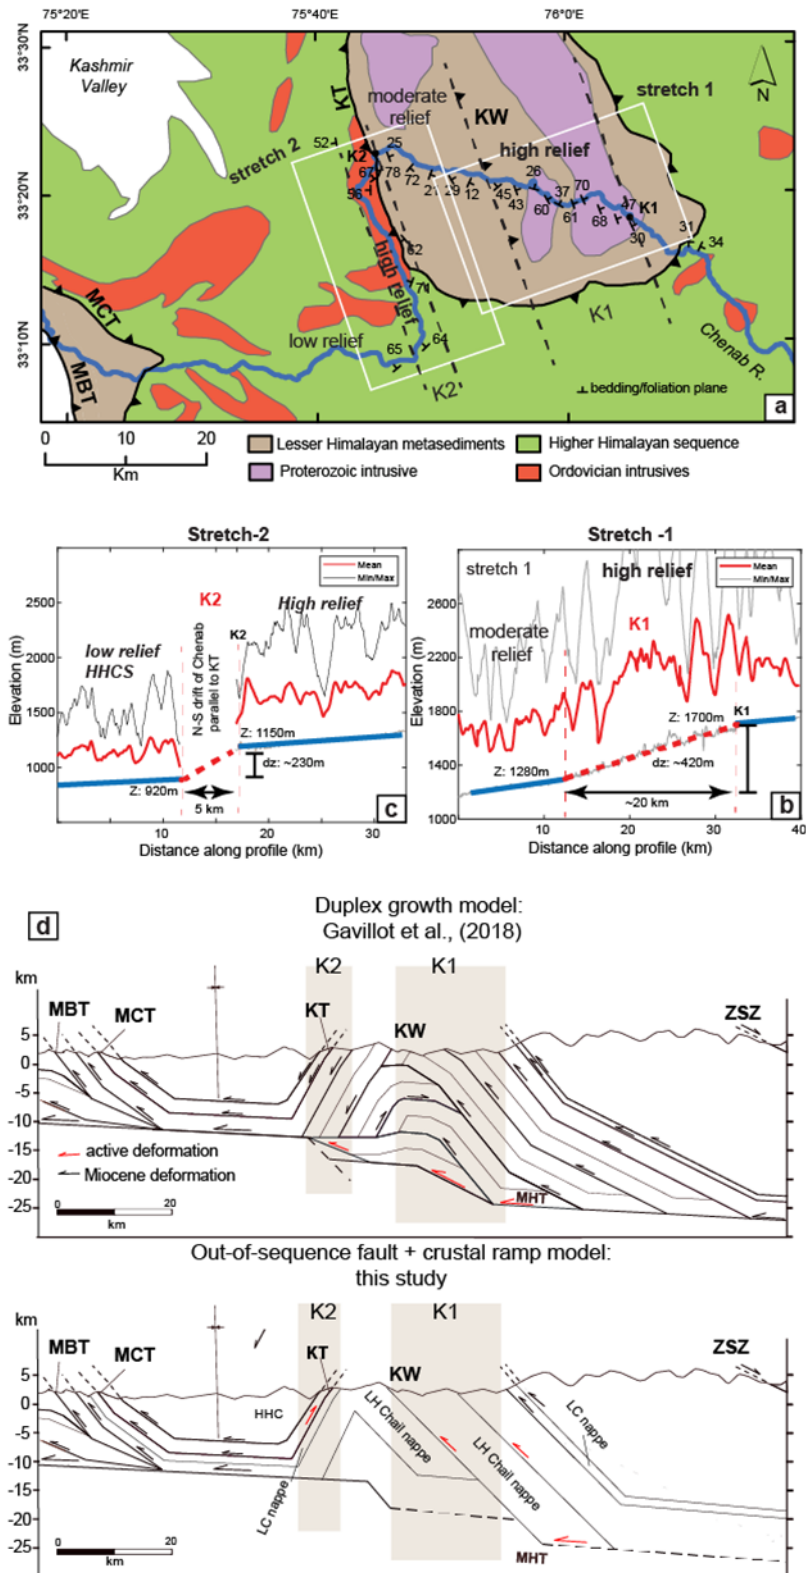 75°20'E
75°40'E
76°0'E
33°30'N
33°20'N
33°10'N
Kashmir
Valley
KT
moderate
relief
KW
stretch 1
N
52
25
K2
stretch 2
high relief
67
78
72
56
21
29
12
45
43
26
37
70
60
61
68
47
K1
30
31
34
62
high relief
71
MCT
low relief
64
65
K1
K2
Chenab R.
MBT
bedding/foliation plane
a
0
10
20
Km
Lesser Himalayan metasediments
Higher Himalayan sequence
Proterozoic intrusive
Ordovician intrusives
Stretch-2
Mean
Min/Max
K2
High relief
low relief
HHCS
N-S drift of Chenab
parallel to KT
K2
Z: 1150m
Z: 920m
dz: ~230m
5 km
c
2500
2000
1500
1000
Elevation (m)
10
20
30
Distance along profile (km)
Stretch -1
stretch 1
high relief
Mean
Min/Max
K1
moderate
relief
Z: 1700m
K1
Z: 1280m
dz: ~420m
~20 km
b
2600
2200
1800
1400
1000
Elevation (m)
10
20
30
40
Distance along profile (km)
d
Duplex growth model:
Gavillot et al., (2018)
km
K2
K1
MBT
MCT
KT
KW
ZSZ
5
0
-5
-10
-15
-20
-25
active deformation
Miocene deformation
MHT
0
20
km
Out-of-sequence fault + crustal ramp model:
this study
km
K2
K1
MBT
MCT
KT
KW
ZSZ
5
0
-5
-10
-15
-20
-25
HHC
LH Chail nappe
LH Chail nappe
LC nappe
LC nappe
MHT
0
20
km